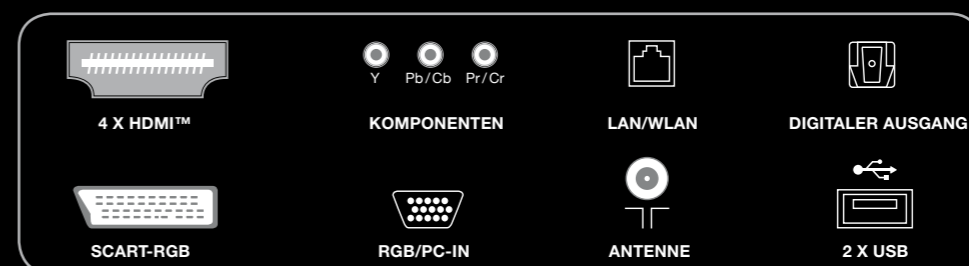 Y Pb/Cb Pr/Cr
4 X HDMI™ KOMPONENTEN LAN/WLAN DIGITALER AUSGANG
SCART-RGB RGB/PC-IN ANTENNE 2 X USB